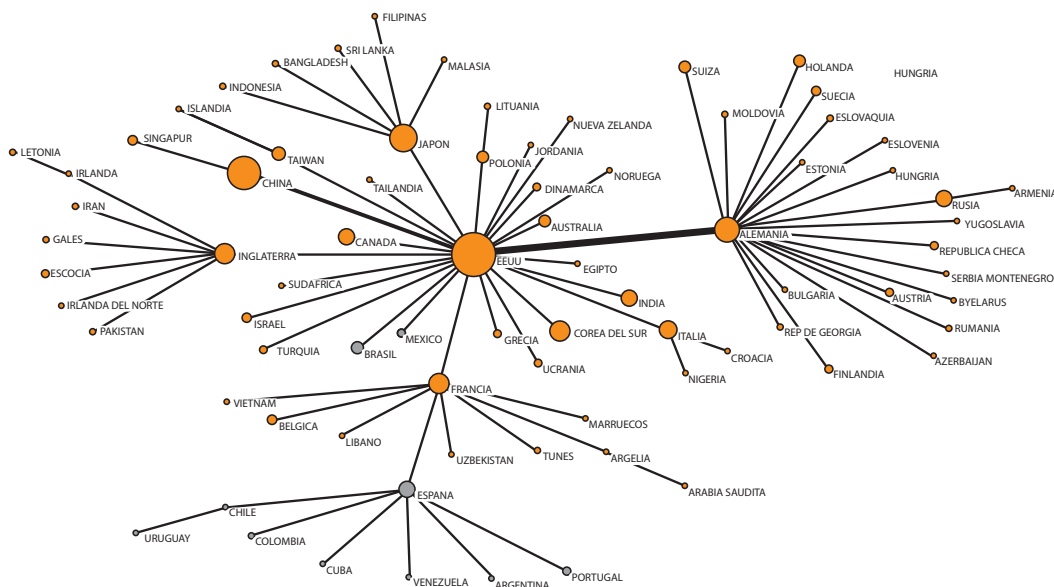 FILIPINAS
SRI LANKA
BANGLADESH
MALASIA
SUIZA
HOLANDA
HUNGRIA
INDONESIA
SUECIA
ISLANDIA
LITUANIA
MOLDOVIA
ESLOVAQUIA
NUEVA ZELANDA
SINGAPUR
JAPON
JORDANIA
ESLOVENIA
LETONIA
TAIWAN
POLONIA
ESTONIA
IRLANDA
CHINA
TAILANDIA
DINAMARCA
NORUEGA
HUNGRIA
ARMENIA
IRAN
RUSIA
CANADA
AUSTRALIA
ALEMANIA
YUGOSLAVIA
GALES
INGLATERRA
EEUU
REPUBLICA CHECA
ESCOCIA
EGIPTO
SERBIA MONTENEGRO
SUDAFRICA
BULGARIA
AUSTRIA
BYELARUS
IRLANDA DEL NORTE
INDIA
ISRAEL
COREA DEL SUR
ITALIA
REP DE GEORGIA
RUMANIA
PAKISTAN
MEXICO
GRECIA
TURQUIA
BRASIL
CROACIA
AZERBAIJAN
UCRANIA
NIGERIA
FINLANDIA
FRANCIA
VIETNAM
BELGICA
MARRUECOS
LIBANO
UZBEKISTAN
TUNES
ARGELIA
ARABIA SAUDITA
ESPANA
CHILE
URUGUAY
COLOMBIA
CUBA
VENEZUELA
ARGENTINA
PORTUGAL